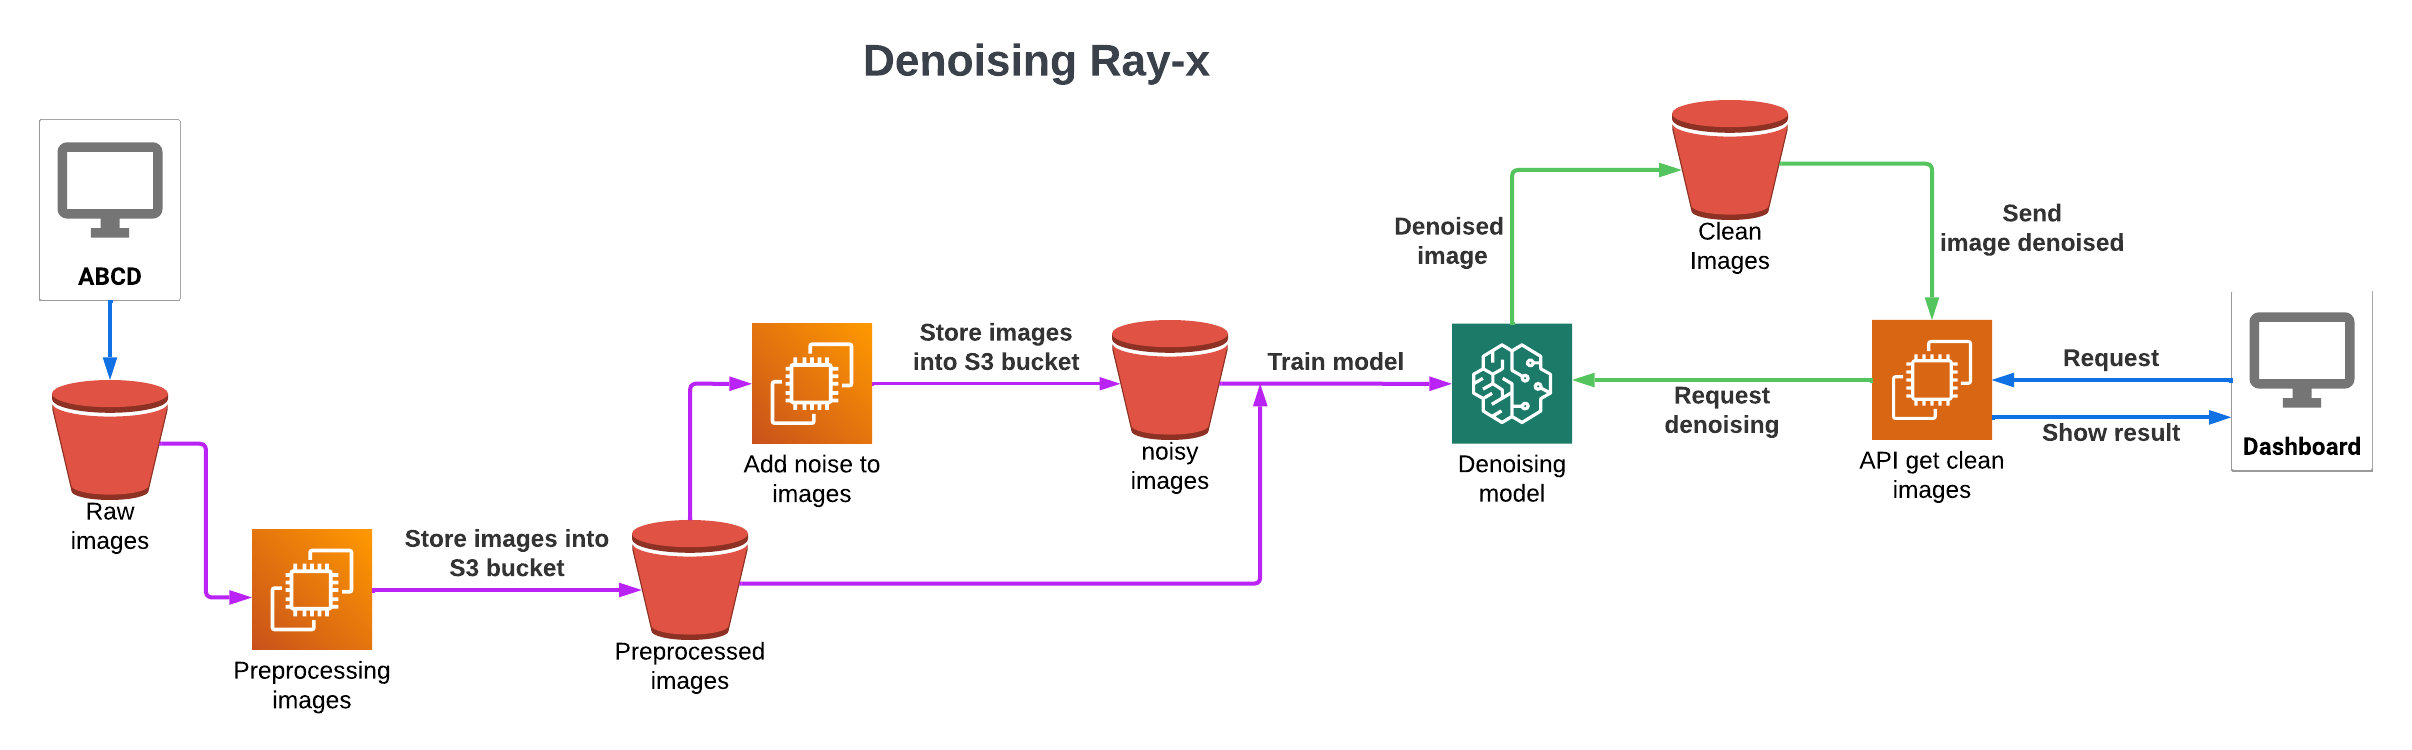 Denoising Ray-x
ABCD
Raw
images
Preprocessing
images
Store images into
S3 bucket
Preprocessed
images
Add noise to
images
Store images
into S3 bucket
noisy
images
Train model
Denoising
model
Denoised
image
Clean
Images
Send
image denoised
Request
denoising
API get clean
images
Request
Show result
Dashboard